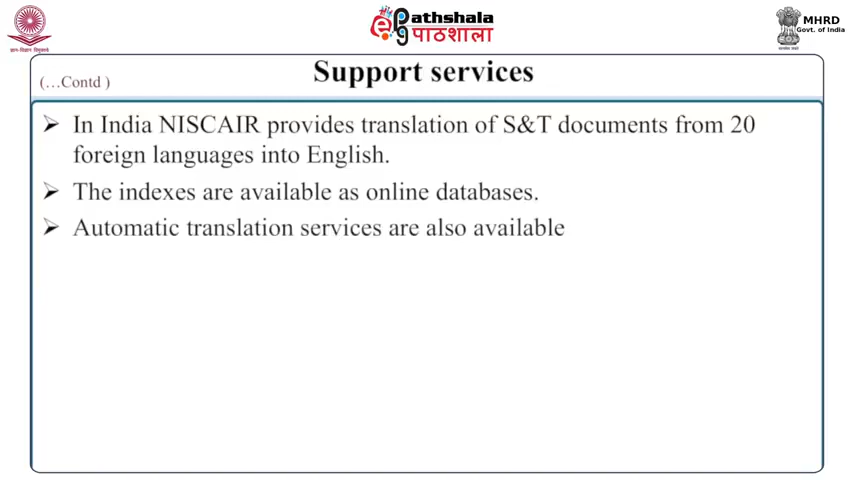 ePathshala
पाठशाला
MHRD
Govt. of India
Support services
(…Contd )
➢ In India NISCAIR provides translation of S&T documents from 20
foreign languages into English.
➢ The indexes are available as online databases.
➢ Automatic translation services are also available